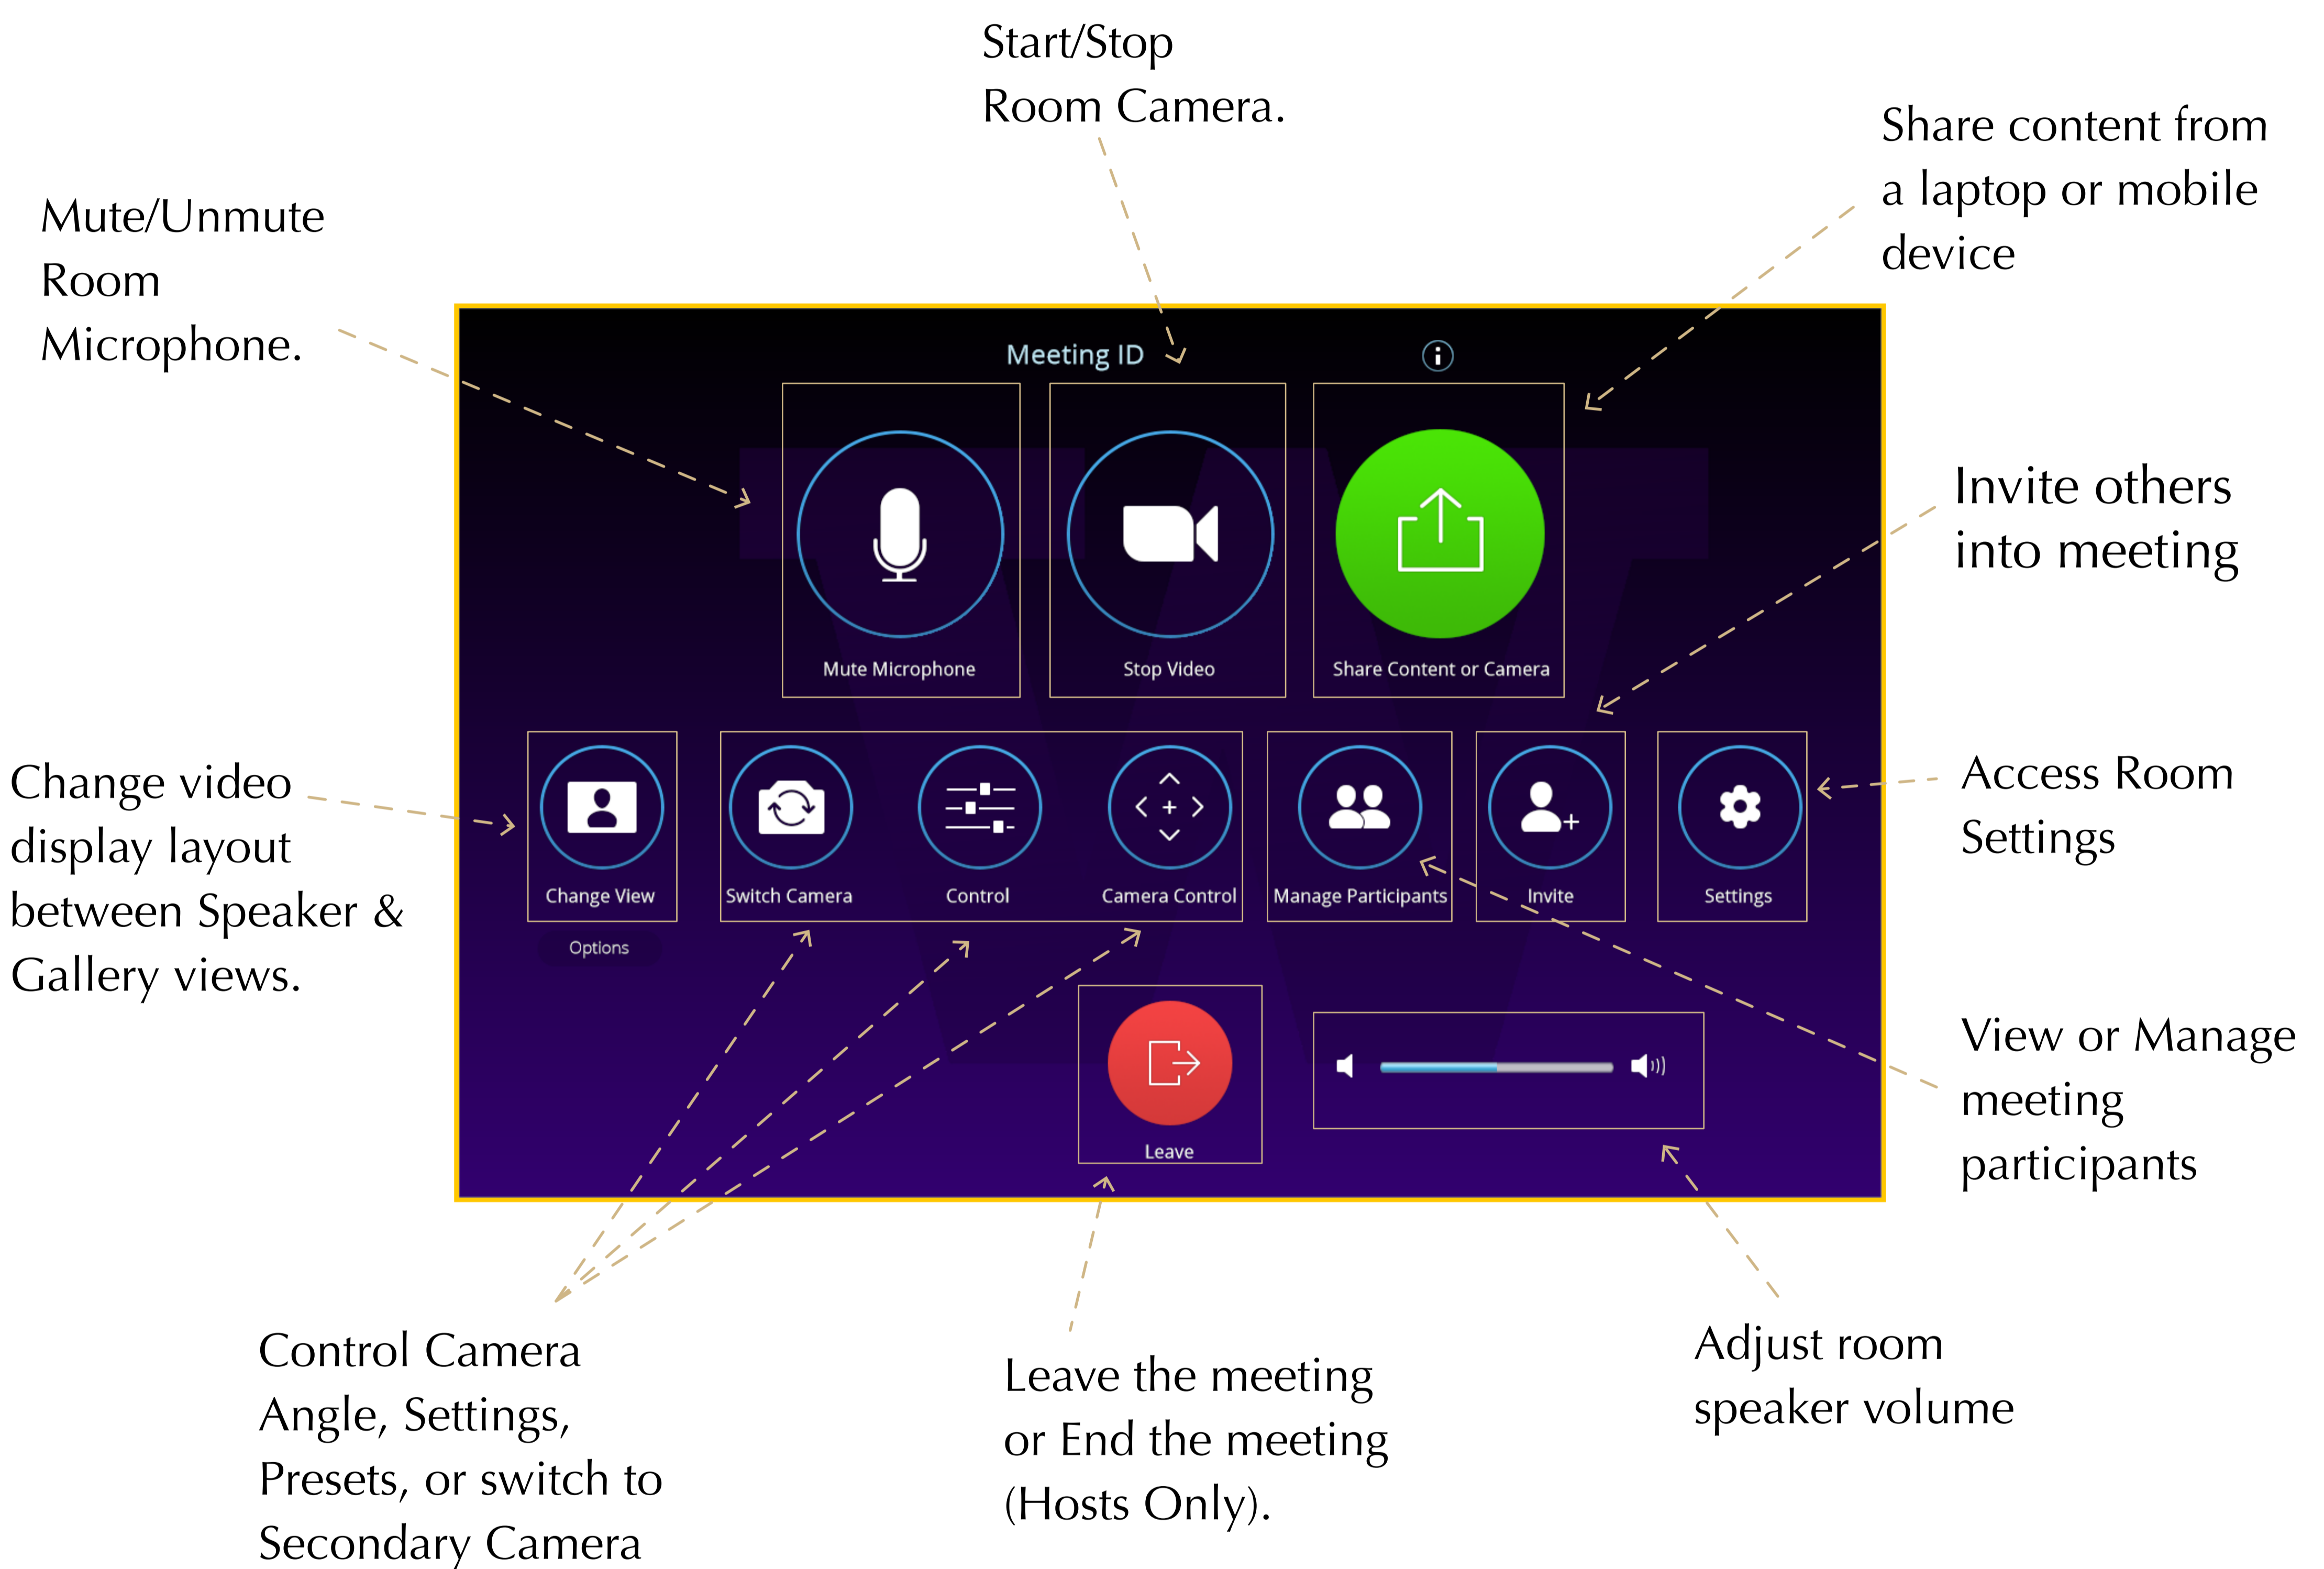 Start/Stop
Room Camera.
Share content from
a laptop or mobile
device
Mute/Unmute
Room
Microphone.
Meeting ID
Invite others
into meeting
Mute Microphone
Stop Video
Share Content or Camera
Change video
display layout
between Speaker &
Gallery views.
Access Room
Settings
Change View
Switch Camera
Control
Camera Control
Manage Participants
Invite
Settings
Options
View or Manage
meeting
participants
Leave
Control Camera
Angle, Settings,
Presets, or switch to
Secondary Camera
Leave the meeting
or End the meeting
(Hosts Only).
Adjust room
speaker volume